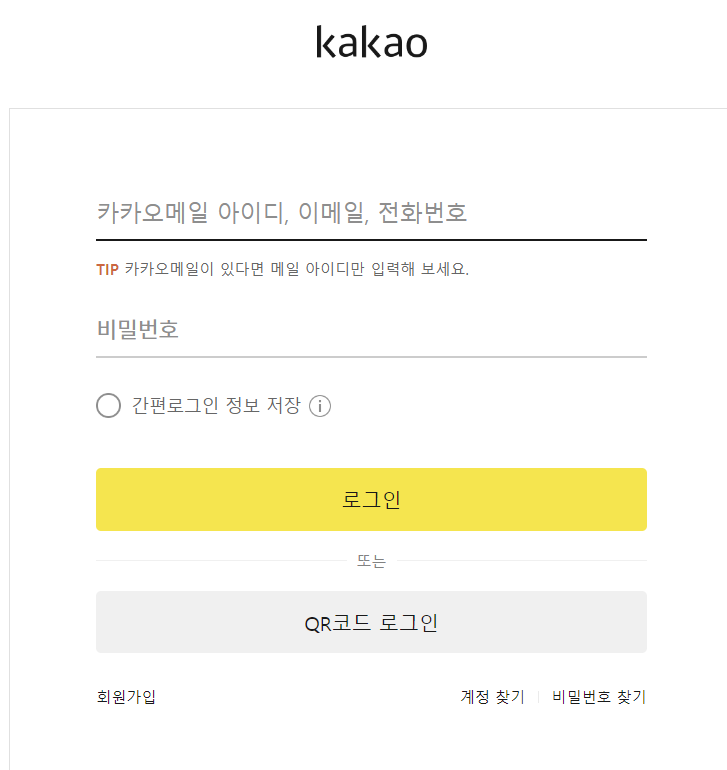 kakao
카카오메일 아이디, 이메일, 전화번호
TIP 카카오메일이 있다면 메일 아이디만 입력해 보세요.
비밀번호
간편로그인 정보 저장
로그인
또는
QR코드 로그인
회원가입 계정 찾기 비밀번호 찾기